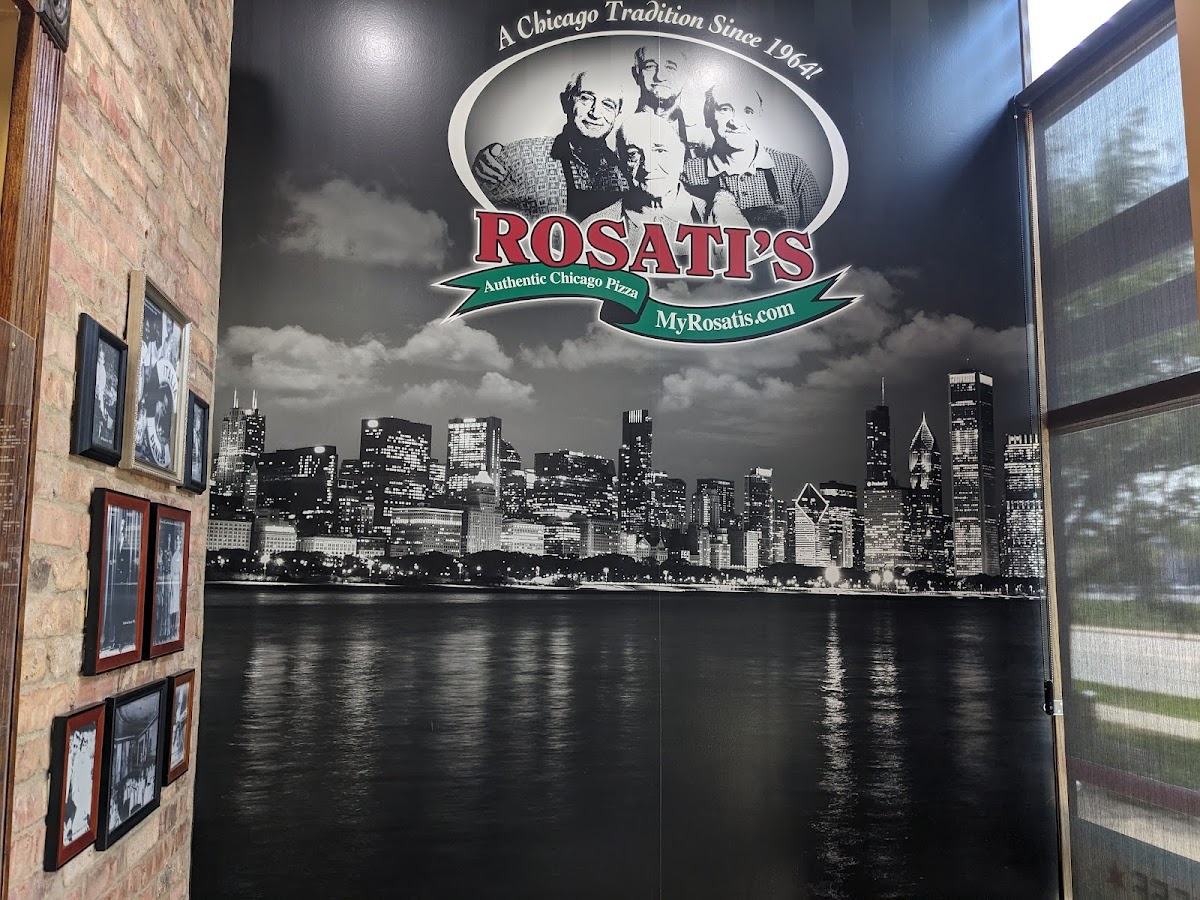 A Chicago Tradition Since 1964!
ROSATI'S
Authentic Chicago Pizza
MyRosatis.com